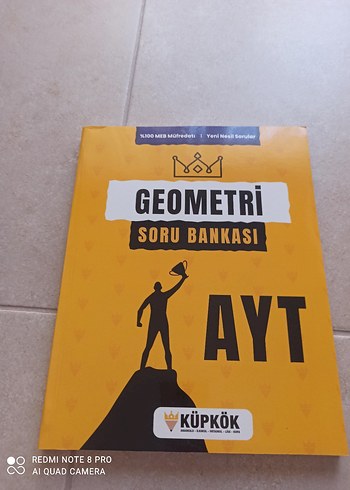 %100 MEB Müfredatı | Yeni Nesil Sorular
GEOMETRİ
SORU BANKASI
AYT
KÜPKÖK
REDMI NOTE 8 PRO
AI QUAD CAMERA